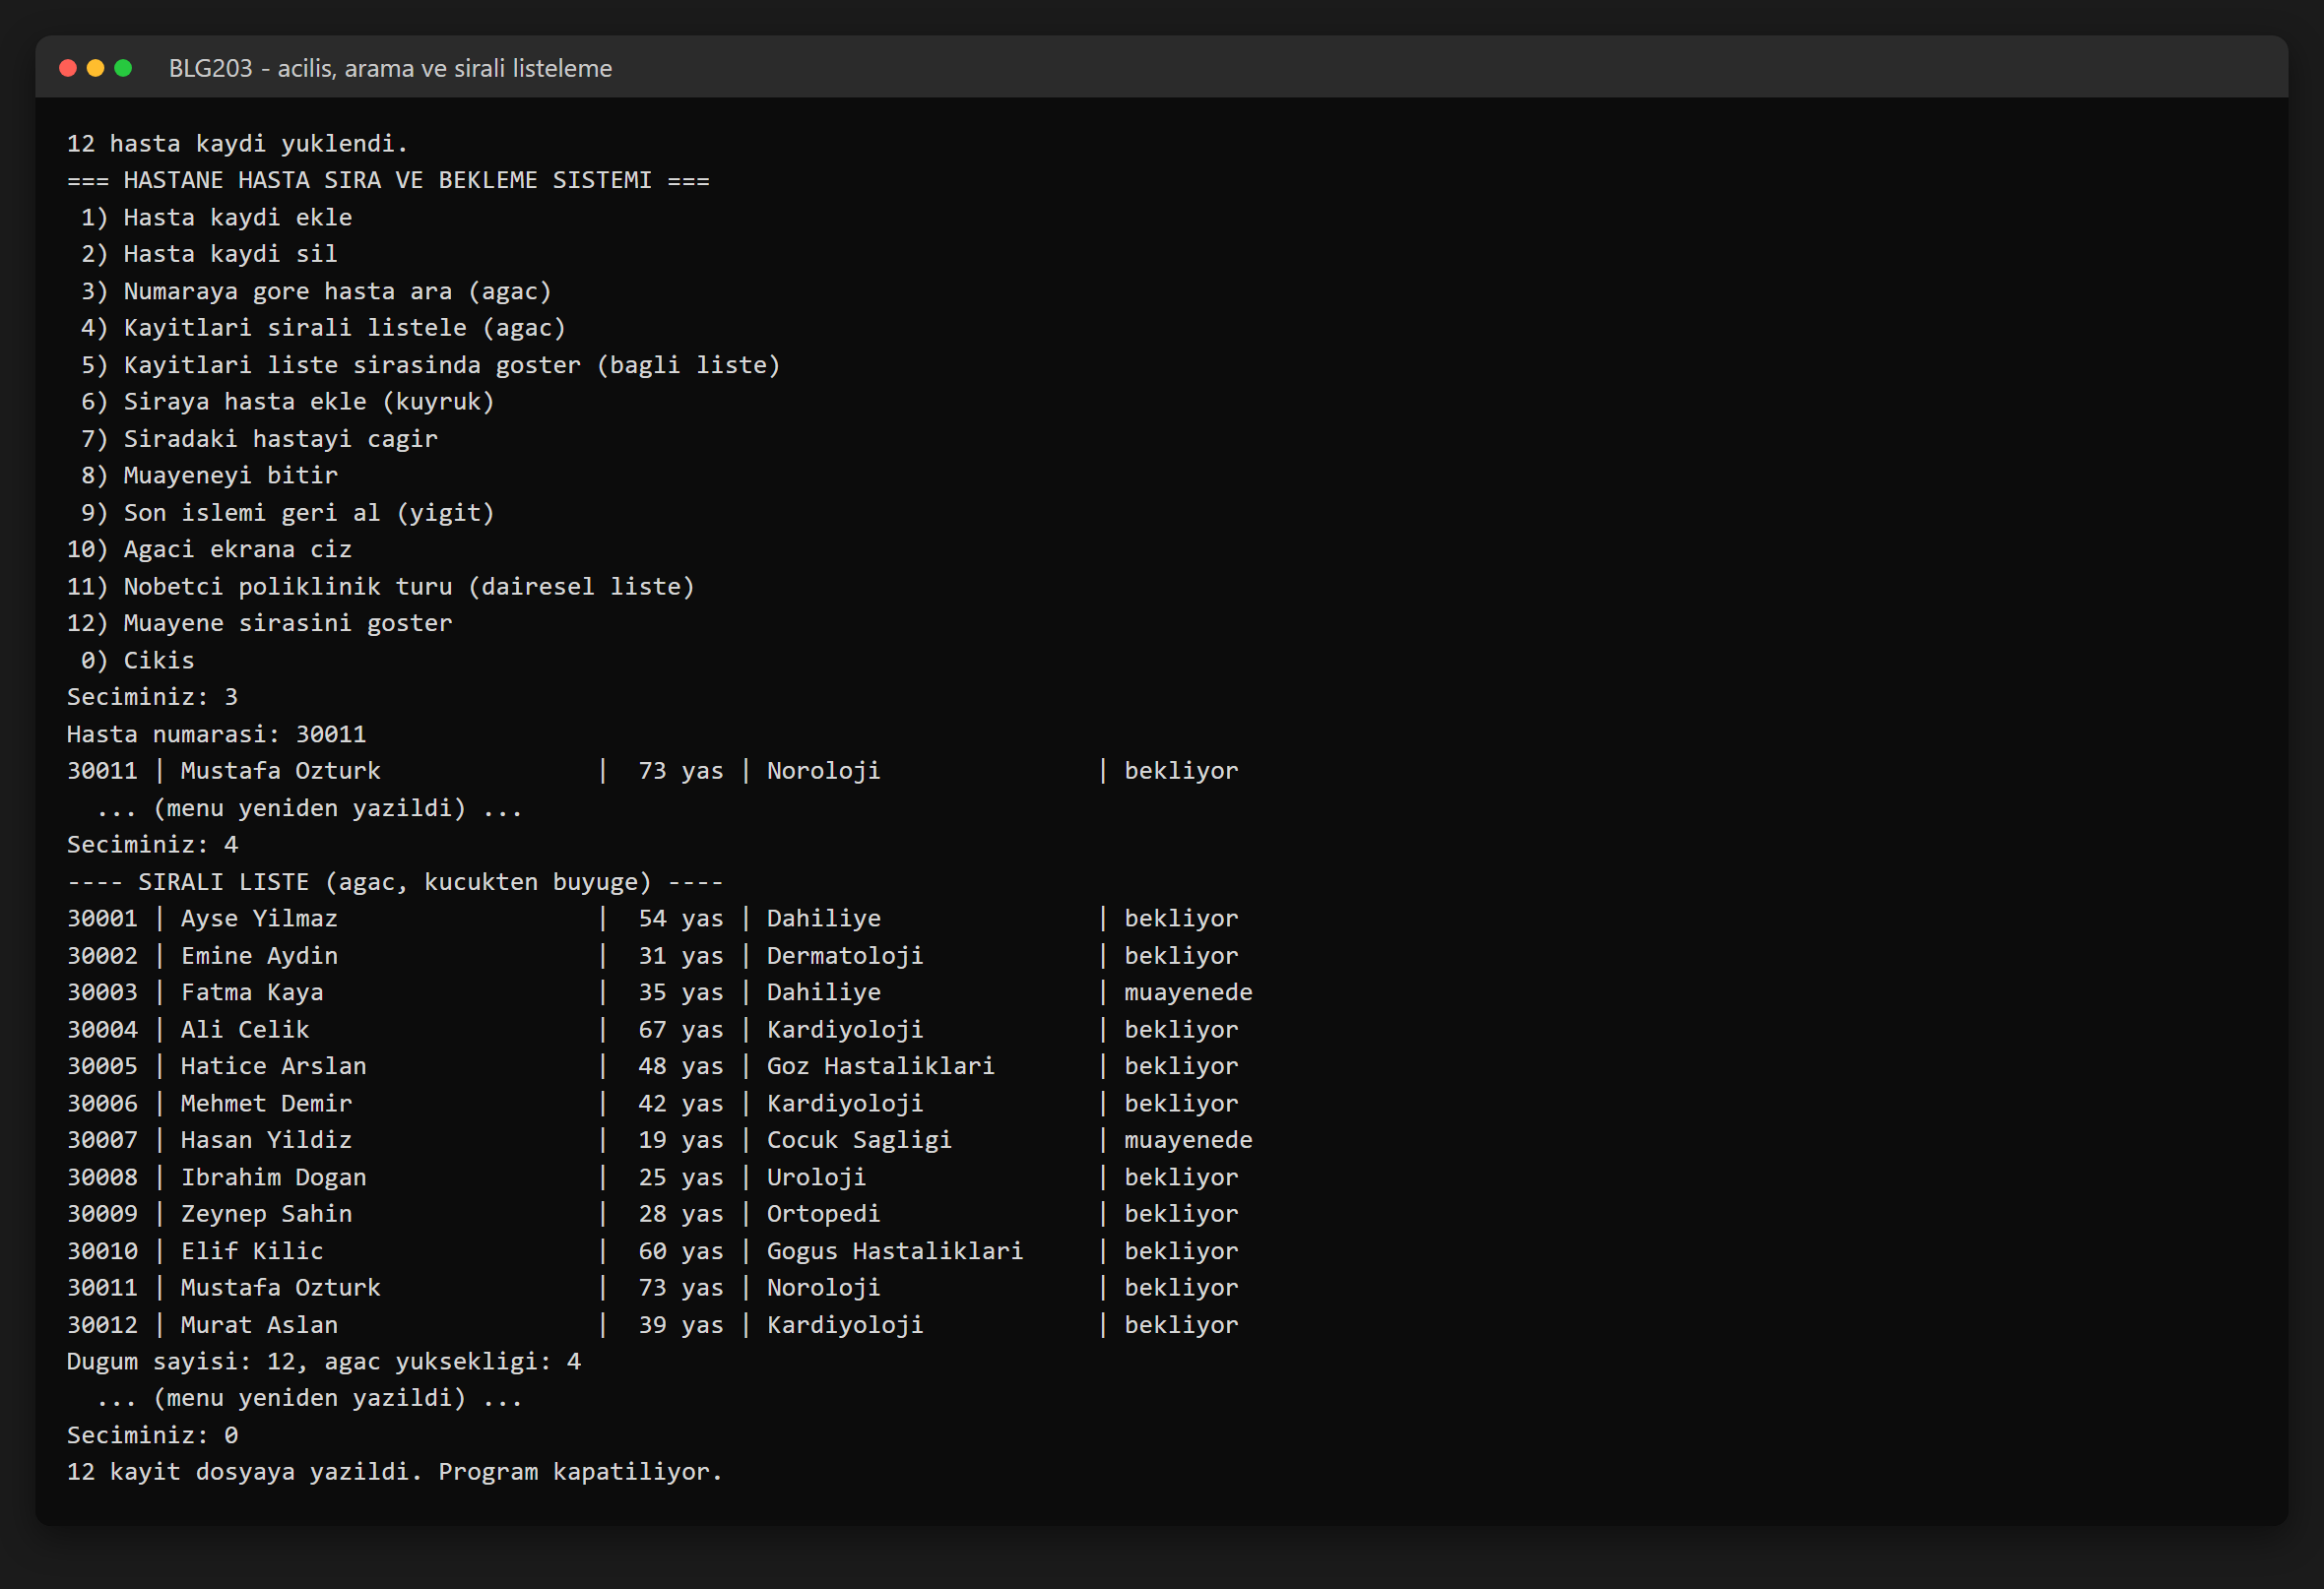 BLG203 - acilis, arama ve sirali listeleme
12 hasta kaydi yuklendi.
=== HASTANE HASTA SIRA VE BEKLEME SISTEMI ===
 1) Hasta kaydi ekle
 2) Hasta kaydi sil
 3) Numaraya gore hasta ara (agac)
 4) Kayitlari sirali listele (agac)
 5) Kayitlari liste sirasinda goster (bagli liste)
 6) Siraya hasta ekle (kuyruk)
 7) Siradaki hastayi cagir
 8) Muayeneyi bitir
 9) Son islemi geri al (yigit)
10) Agaci ekrana ciz
11) Nobetci poliklinik turu (dairesel liste)
12) Muayene sirasini goster
 0) Cikis
Seciminiz: 3
Hasta numarasi: 30011
30011 | Mustafa Ozturk               |  73 yas | Noroloji               | bekliyor
  ... (menu yeniden yazildi) ...
Seciminiz: 4
---- SIRALI LISTE (agac, kucukten buyuge) ----
30001 | Ayse Yilmaz                  |  54 yas | Dahiliye               | bekliyor
30002 | Emine Aydin                  |  31 yas | Dermatoloji            | bekliyor
30003 | Fatma Kaya                   |  35 yas | Dahiliye               | muayenede
30004 | Ali Celik                    |  67 yas | Kardiyoloji            | bekliyor
30005 | Hatice Arslan                |  48 yas | Goz Hastaliklari       | bekliyor
30006 | Mehmet Demir                 |  42 yas | Kardiyoloji            | bekliyor
30007 | Hasan Yildiz                 |  19 yas | Cocuk Sagligi          | muayenede
30008 | Ibrahim Dogan                |  25 yas | Uroloji                | bekliyor
30009 | Zeynep Sahin                 |  28 yas | Ortopedi               | bekliyor
30010 | Elif Kilic                   |  60 yas | Gogus Hastaliklari     | bekliyor
30011 | Mustafa Ozturk               |  73 yas | Noroloji               | bekliyor
30012 | Murat Aslan                  |  39 yas | Kardiyoloji            | bekliyor
Dugum sayisi: 12, agac yuksekligi: 4
  ... (menu yeniden yazildi) ...
Seciminiz: 0
12 kayit dosyaya yazildi. Program kapatiliyor.